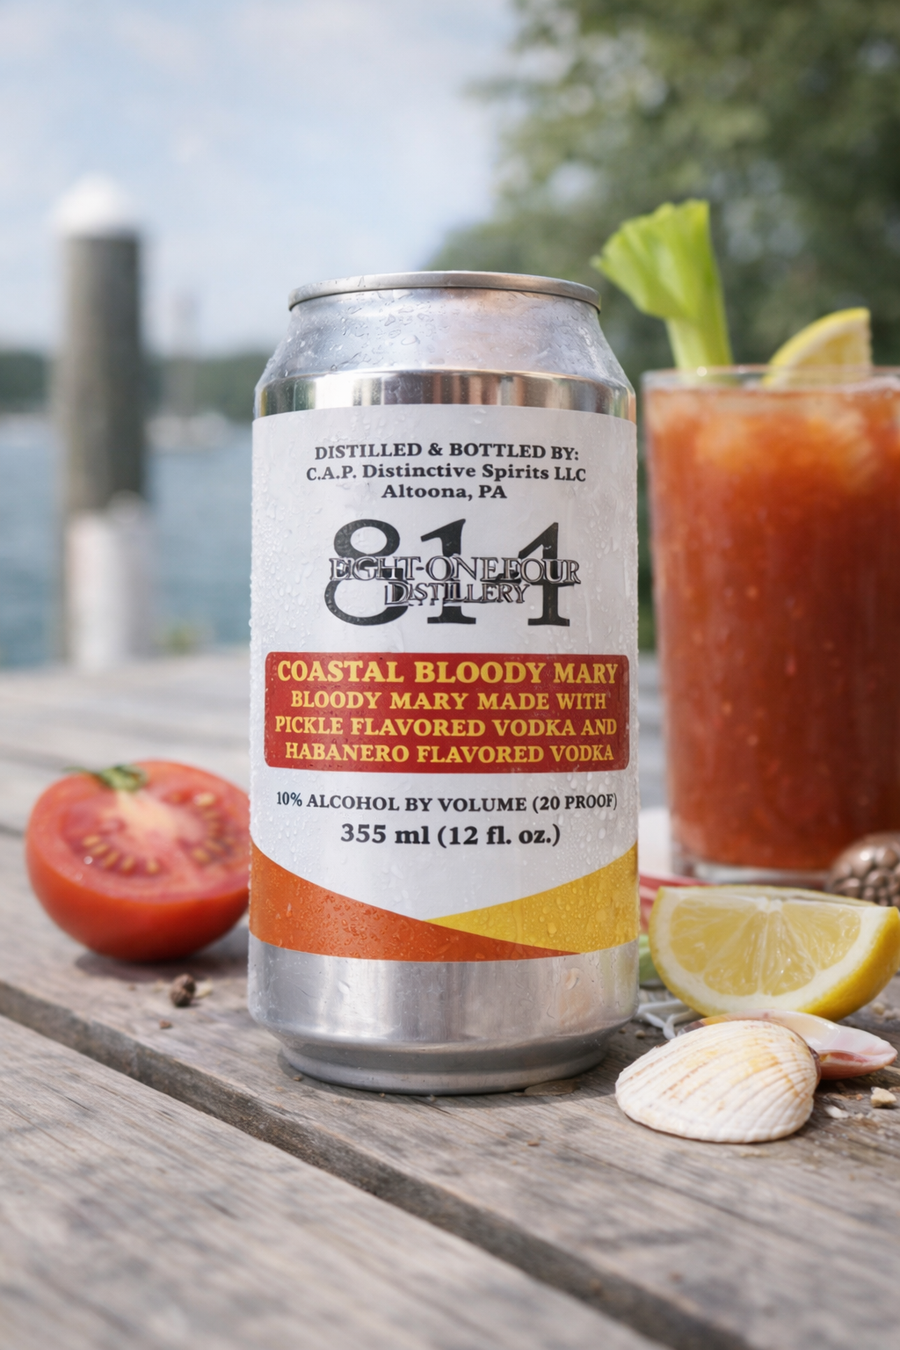 DISTILLED & BOTTLED BY:
C.A.P. Distinctive Spirits LLC
Altoona, PA
814
EIGHT-ONE-FOUR
DISTILLERY
COASTAL BLOODY MARY
BLOODY MARY MADE WITH
PICKLE FLAVORED VODKA AND
HABANERO FLAVORED VODKA
10% ALCOHOL BY VOLUME (20 PROOF)
355 ml (12 fl. oz.)